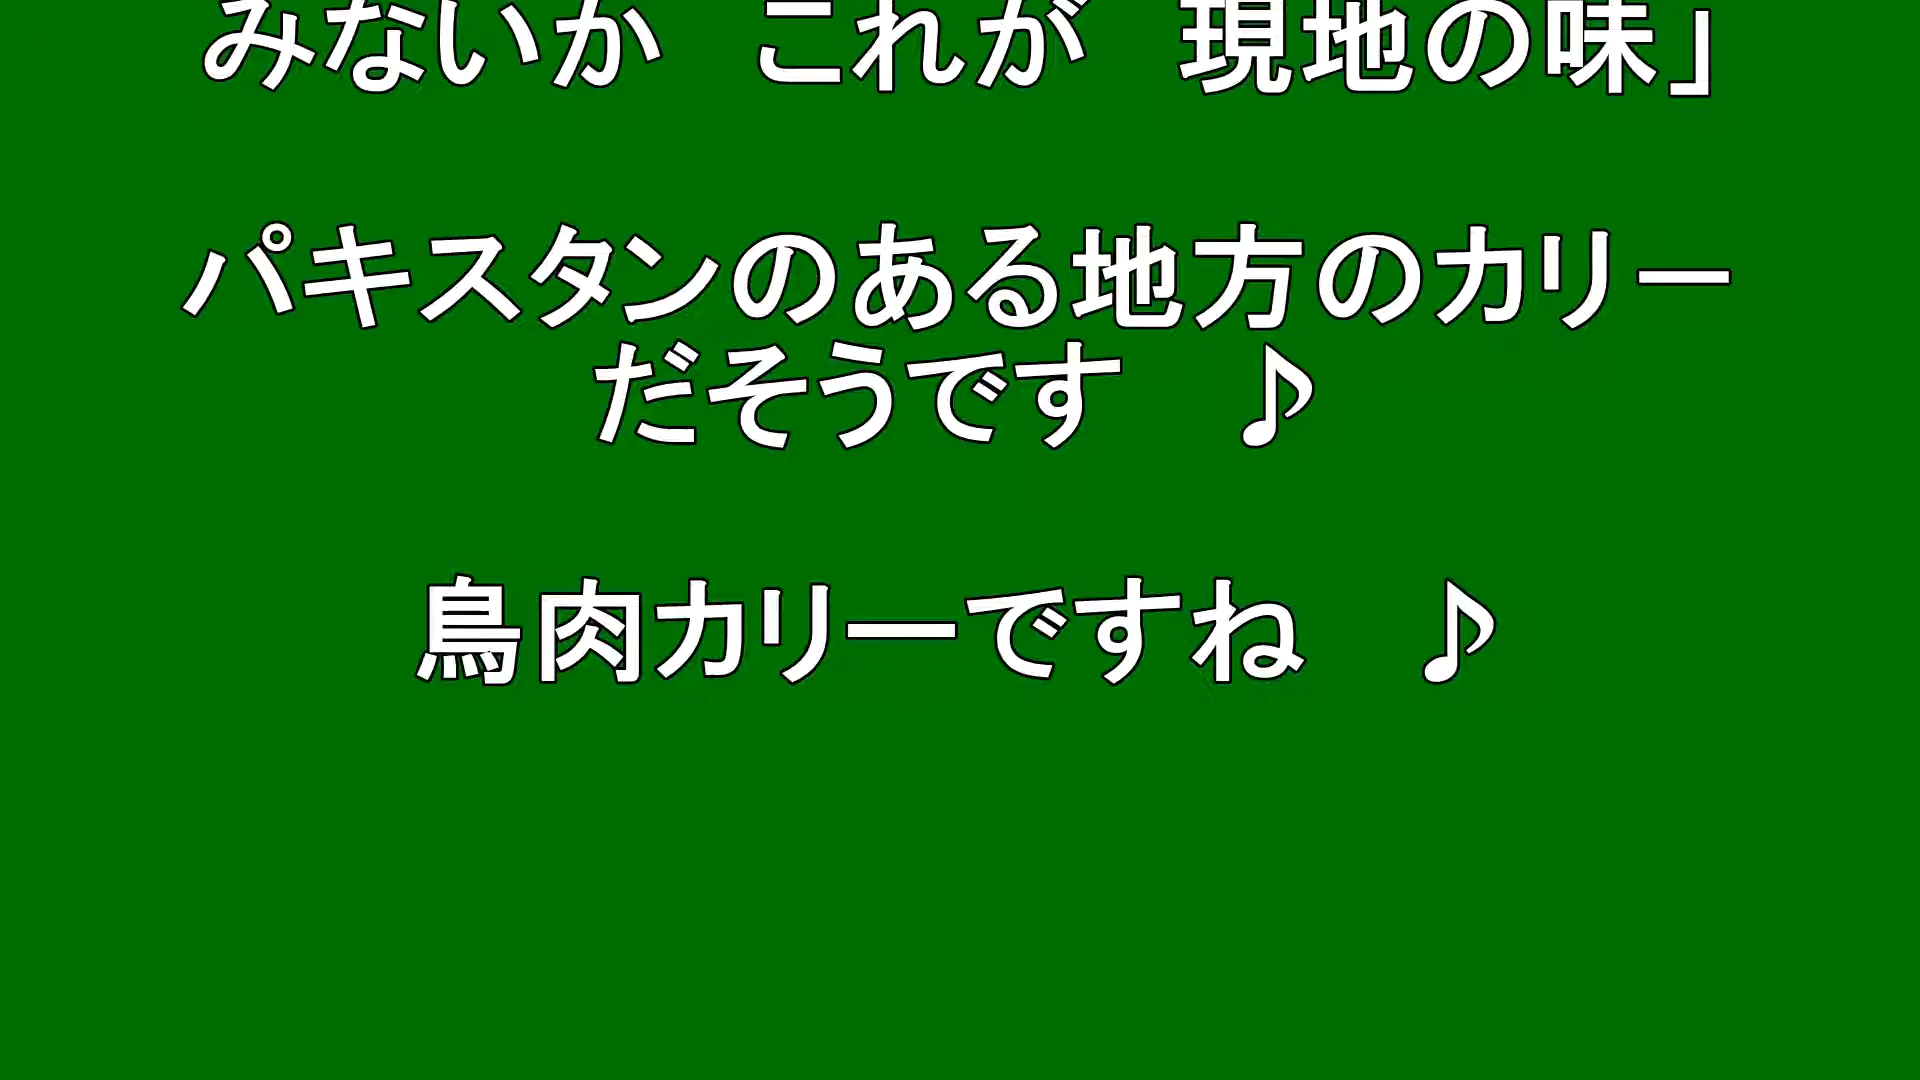 みないか　これが　現地の味」
パキスタンのある地方のカリー
だそうです　♪
鳥肉カリーですね　♪